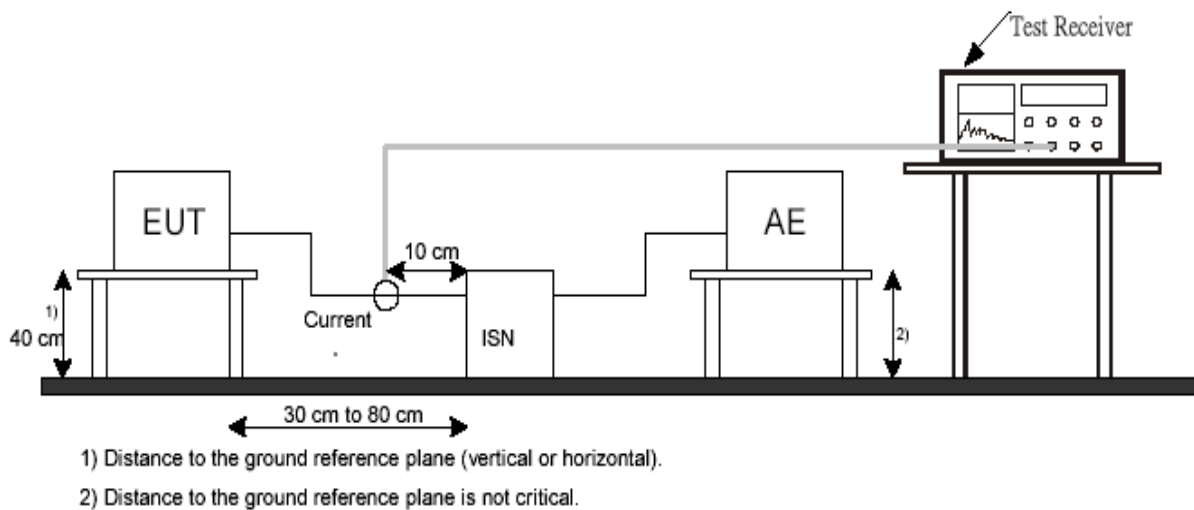 Test Receiver
EUT
AE
10 cm
1)
40 cm
Current
ISN
2)
30 cm to 80 cm
1) Distance to the ground reference plane (vertical or horizontal).
2) Distance to the ground reference plane is not critical.